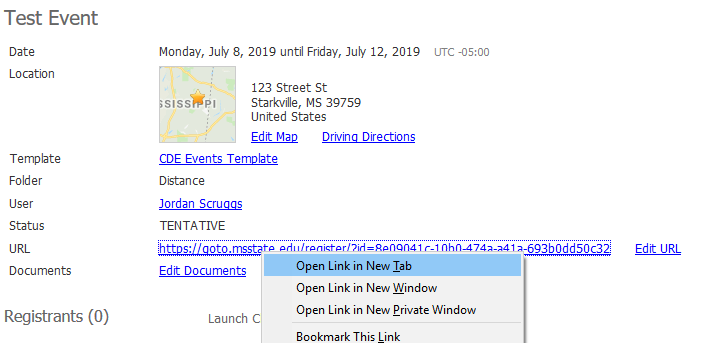 Test Event
Date Monday, July 8, 2019 until Friday, July 12, 2019 UTC -05:00
Location
SSISSIPPI
123 Street St
Starkville, MS 39759
United States
Edit Map Driving Directions
Template CDE Events Template
Folder Distance
User Jordan Scruggs
Status TENTATIVE
URL https://goto.msstate.edu/register/?id=8e09041c-10b0-474a-a41a-693b0dd50c32 Edit URL
Documents Edit Documents
Open Link in New Tab
Open Link in New Window
Open Link in New Private Window
Bookmark This Link
Registrants (0) Launch C